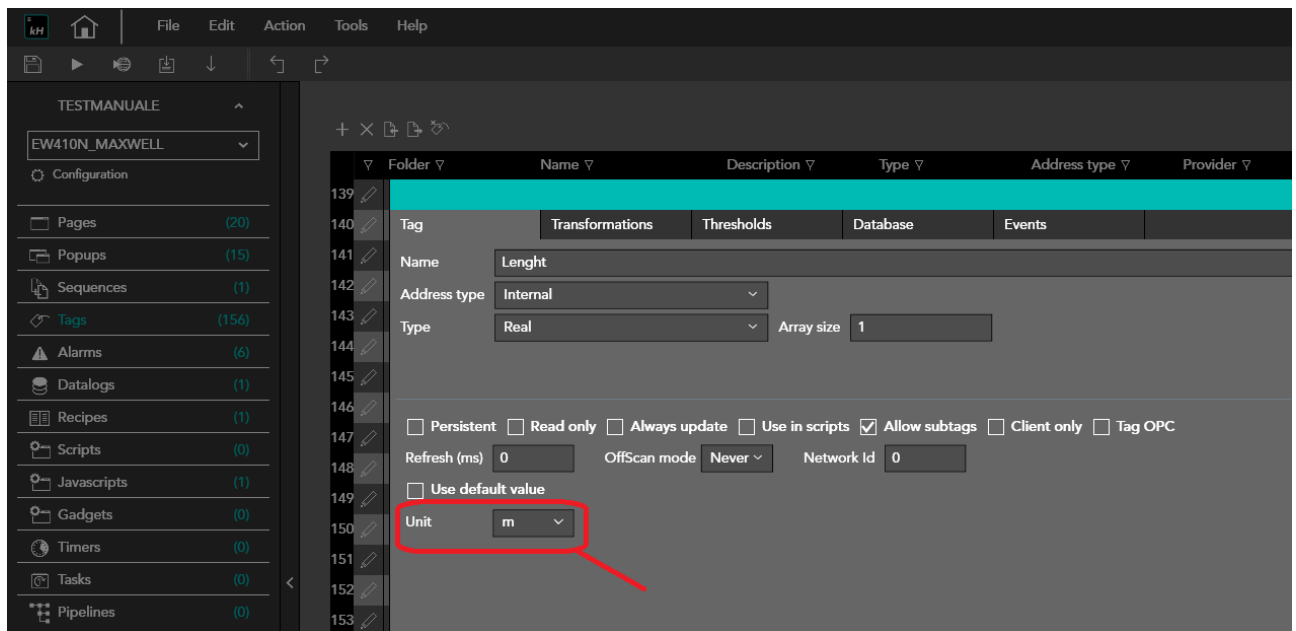 kH File Edit Action Tools Help
TESTMANUALE
EW410N_MAXWELL
Configuration
Pages (20)
Popups (15)
Sequences (1)
Tags (156)
Alarms (6)
Datalogs (1)
Recipes (1)
Scripts (0)
Javascripts (1)
Gadgets (0)
Timers (0)
Tasks (0)
Pipelines (0)
Folder Name Description Type Address type Provider
139
140 Tag Transformations Thresholds Database Events
141 Name Lenght
142 Address type Internal
143 Type Real Array size 1
144
145
146
147 Persistent Read only Always update Use in scripts Allow subtags Client only Tag OPC
148 Refresh (ms) 0 OffScan mode Never Network Id 0
149 Use default value
150 Unit m
151
152
153